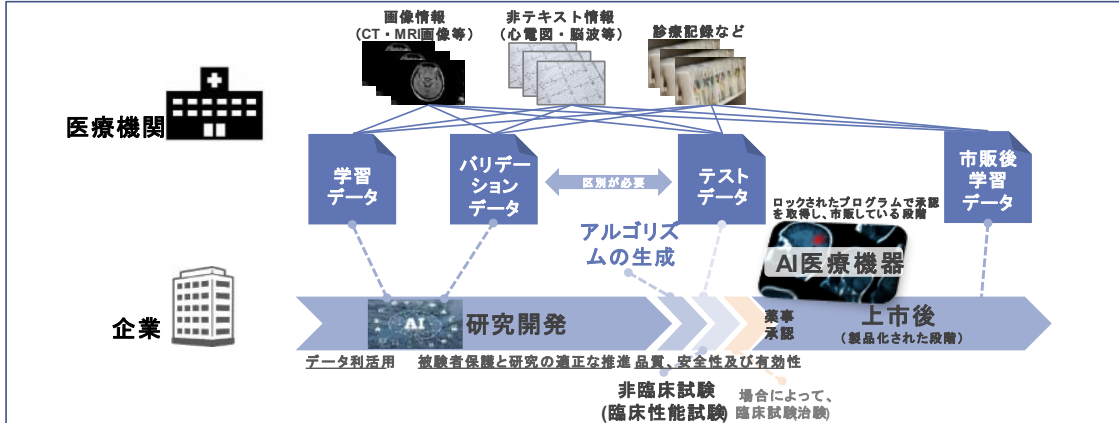 画像情報
（CT・MRI画像等）
非テキスト情報
（心電図・脳波等）
診療記録など
医療機関
学習
データ
バリデー
ション
データ
区別が必要
テスト
データ
市販後
学習
データ
ロックされたプログラムで承認
を取得し、市販している段階
アルゴリズ
ムの生成
AI医療機器
企業
AI
研究開発
薬事
承認
上市後
（製品化された段階）
データ利活用
被験者保護と研究の適正な推進
品質、安全性及び有効性
非臨床試験
(臨床性能試験)
場合によって、
臨床試験治験)